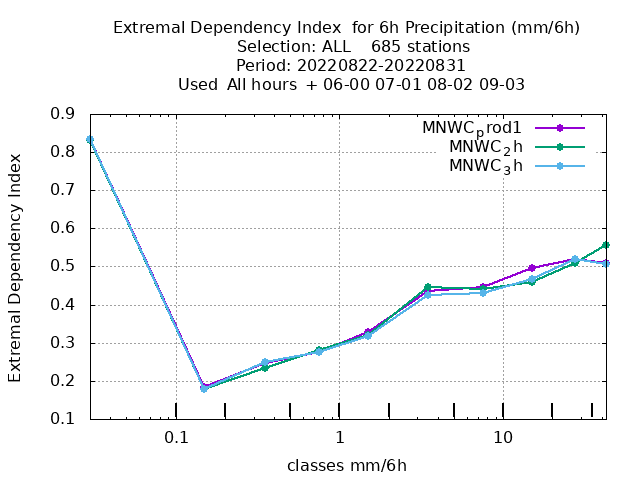 Extremal Dependency Index  for 6h Precipitation (mm/6h)
Selection: ALL    685 stations
Period: 20220822-20220831
Used  All hours  + 06-00 07-01 08-02 09-03
MNWCprod1
MNWC2h
MNWC3h
0.9
0.8
0.7
0.6
0.5
0.4
0.3
0.2
0.1
Extremal Dependency Index
0.1 1 10
classes mm/6h